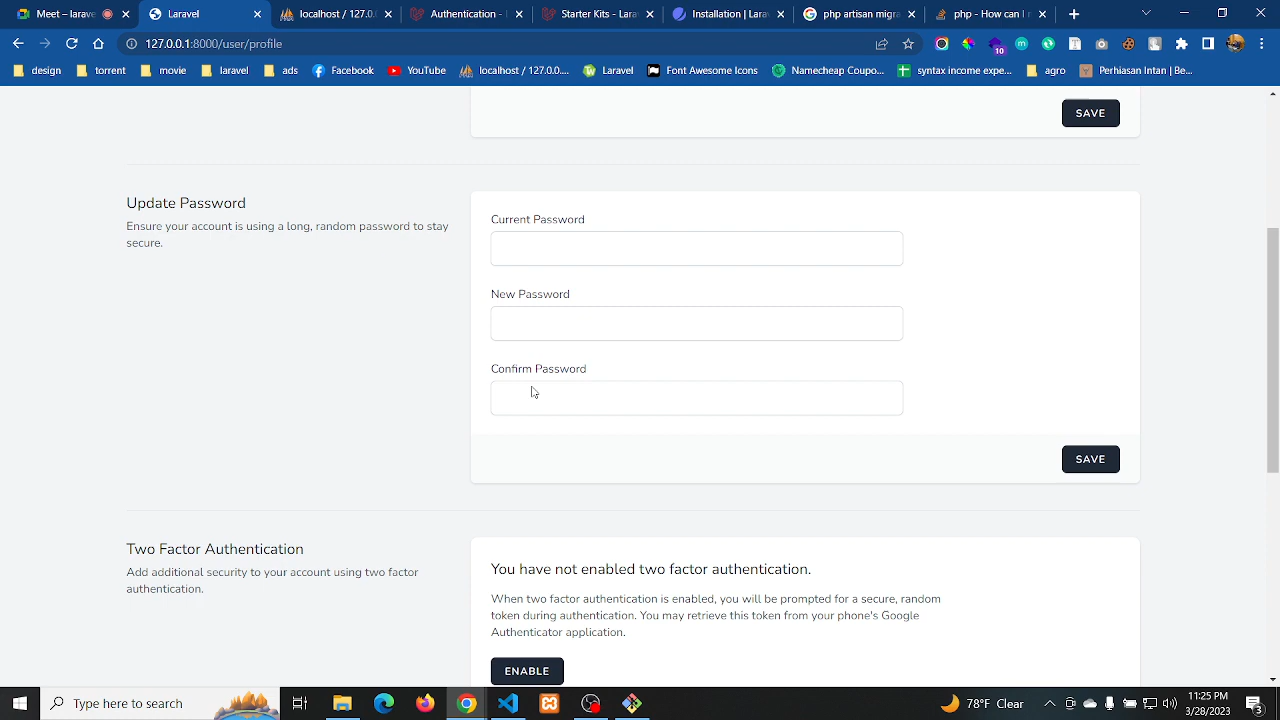 Meet – larave
Laravel
localhost / 127.0.0
Authentication - L
Starter Kits - Larav
Installation | Larav
php artisan migra
php - How can I n
127.0.0.1:8000/user/profile
10
design
torrent
movie
laravel
ads
Facebook
YouTube
localhost / 127.0.0...
Laravel
Font Awesome Icons
Namecheap Coupo...
syntax income expe...
agro
Perhiasan Intan | Be...
SAVE
Update Password
Ensure your account is using a long, random password to stay
secure.
Current Password
New Password
Confirm Password
SAVE
Two Factor Authentication
Add additional security to your account using two factor
authentication.
You have not enabled two factor authentication.
When two factor authentication is enabled, you will be prompted for a secure, random
token during authentication. You may retrieve this token from your phone's Google
Authenticator application.
ENABLE
Type here to search
78°F Clear
11:25 PM
3/28/2023
3